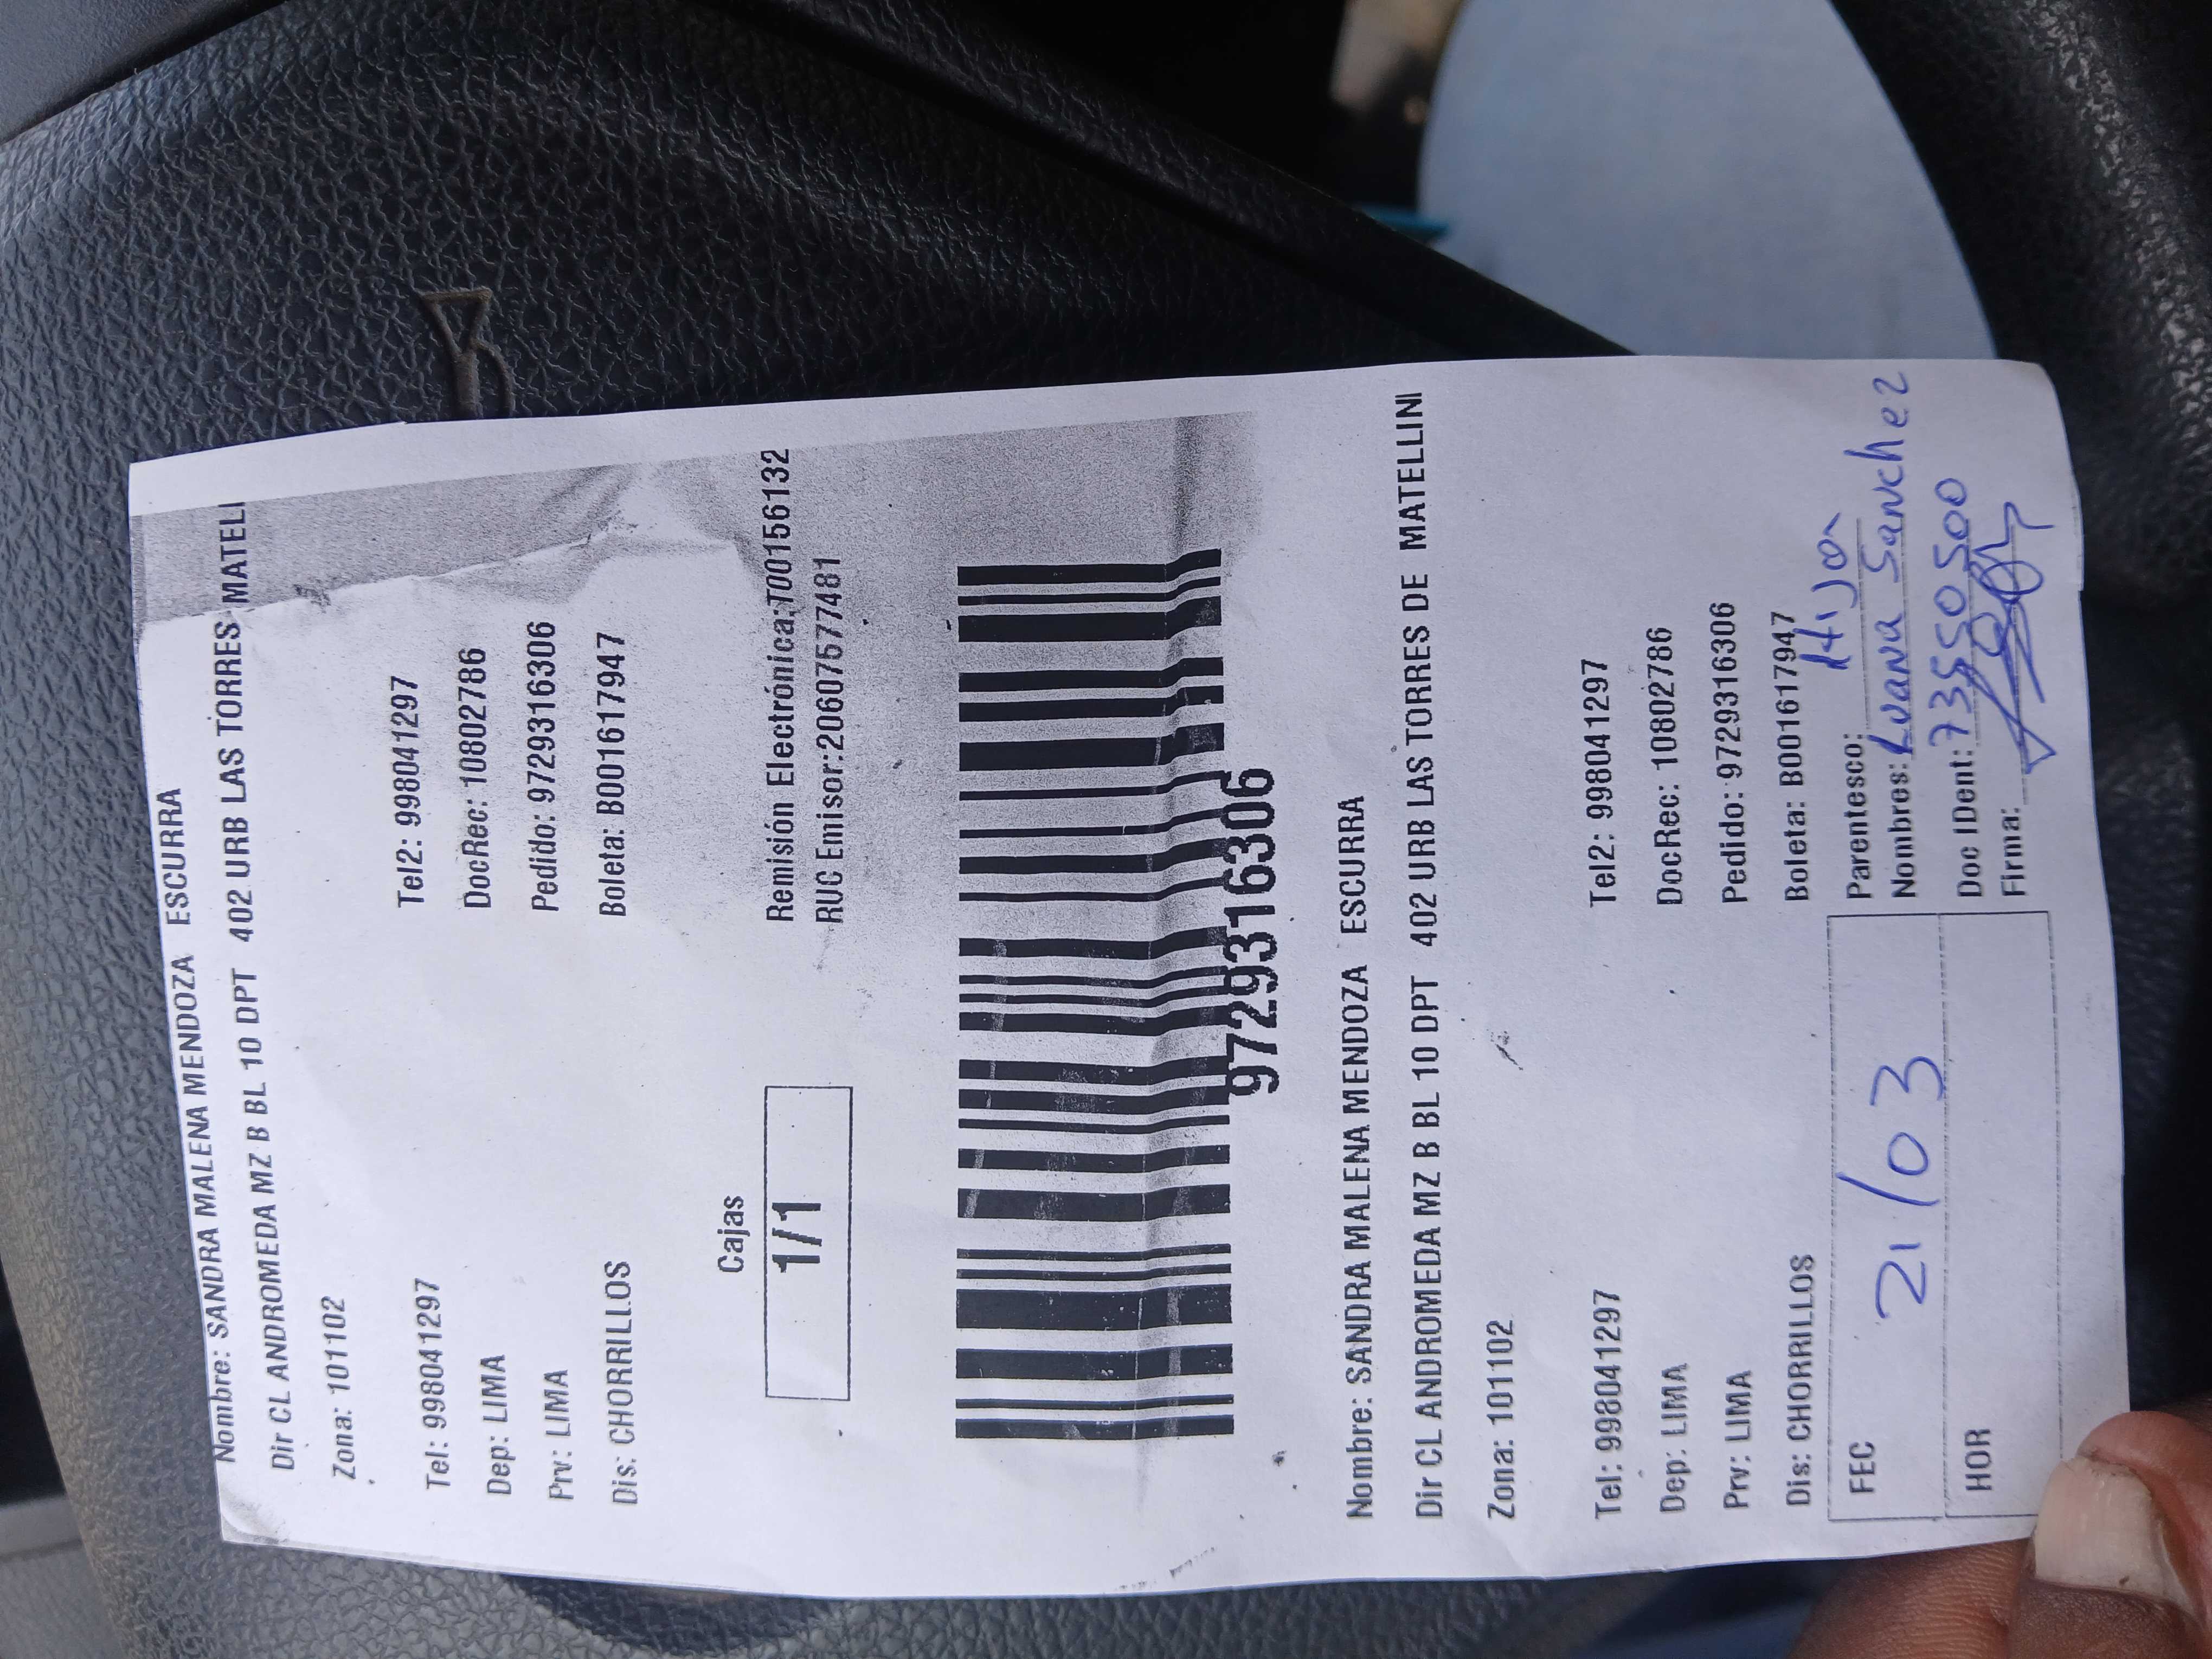 Nombre: SANDRA MALENA MENDOZA ESCURRA
Dir CL ANDROMEDA MZ B BL 10 DPT 402 URB LAS TORRES MATELI
Zona: 101102
Tel: 998041297 Tel2: 998041297
Dep: LIMA DocRec: 10802786
Prv: LIMA Pedido: 97293163​06
Dis: CHORRILLOS Boleta: B001617947
Cajas
1/1
Remisión Electrónica:T00156132
RUC Emisor:20607577481
9729316306
Nombre: SANDRA MALENA MENDOZA ESCURRA
Dir CL ANDROMEDA MZ B BL 10 DPT 402 URB LAS TORRES DE MATELLINI
Zona: 101102
Tel: 998041297 Tel2: 998041297
Dep: LIMA DocRec: 10802786
Prv: LIMA Pedido: 9729316306
Dis: CHORRILLOS Boleta: B001617947
FEC 21/03
HOR
Parentesco: Hija
Nombres: Luana Sanchez
Doc IDent: 73550500
Firma: